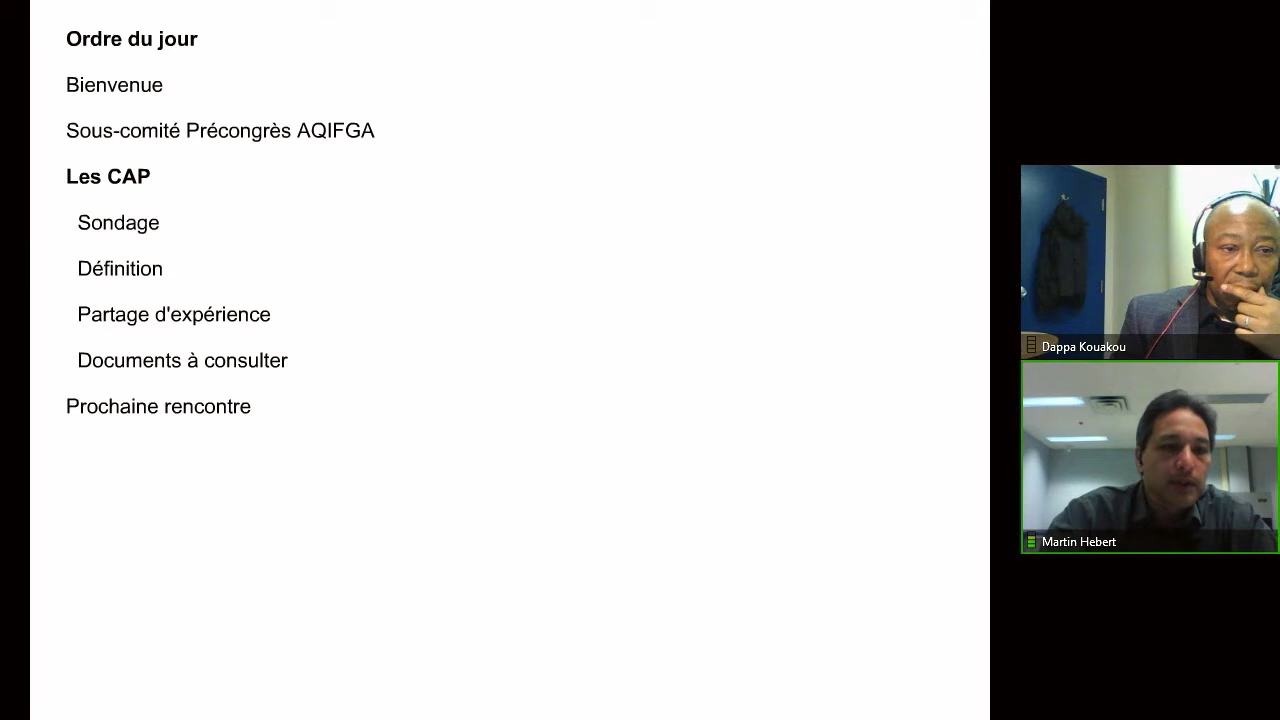 Ordre du jour
Bienvenue
Sous-comité Précongrès AQIFGA
Les CAP
Sondage
Définition
Partage d'expérience
Documents à consulter
Prochaine rencontre
Dappa Kouakou
Martin Hebert